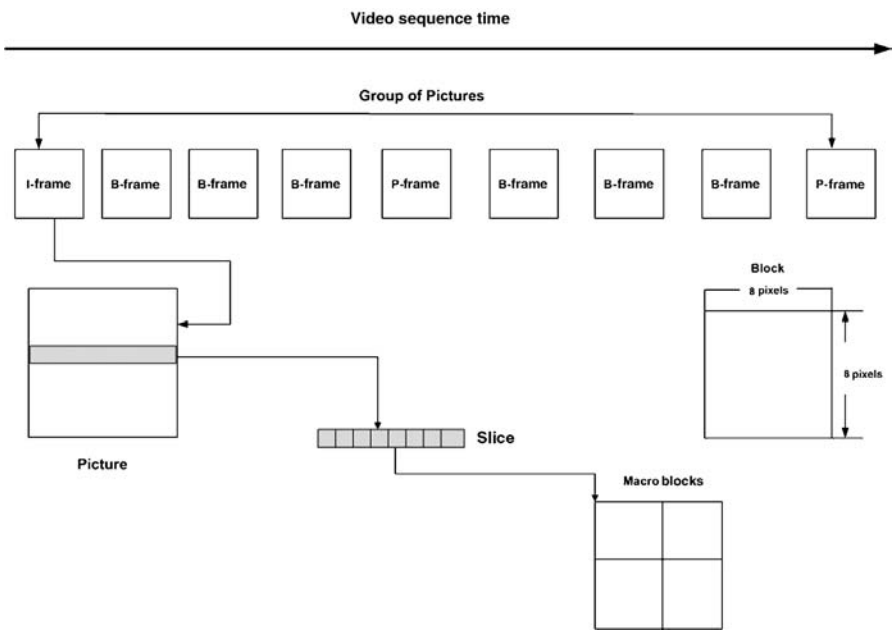 Video sequence time
Group of Pictures
I-frame B-frame B-frame B-frame P-frame B-frame B-frame B-frame P-frame
Block
8 pixels
8 pixels
Slice
Picture
Macro blocks